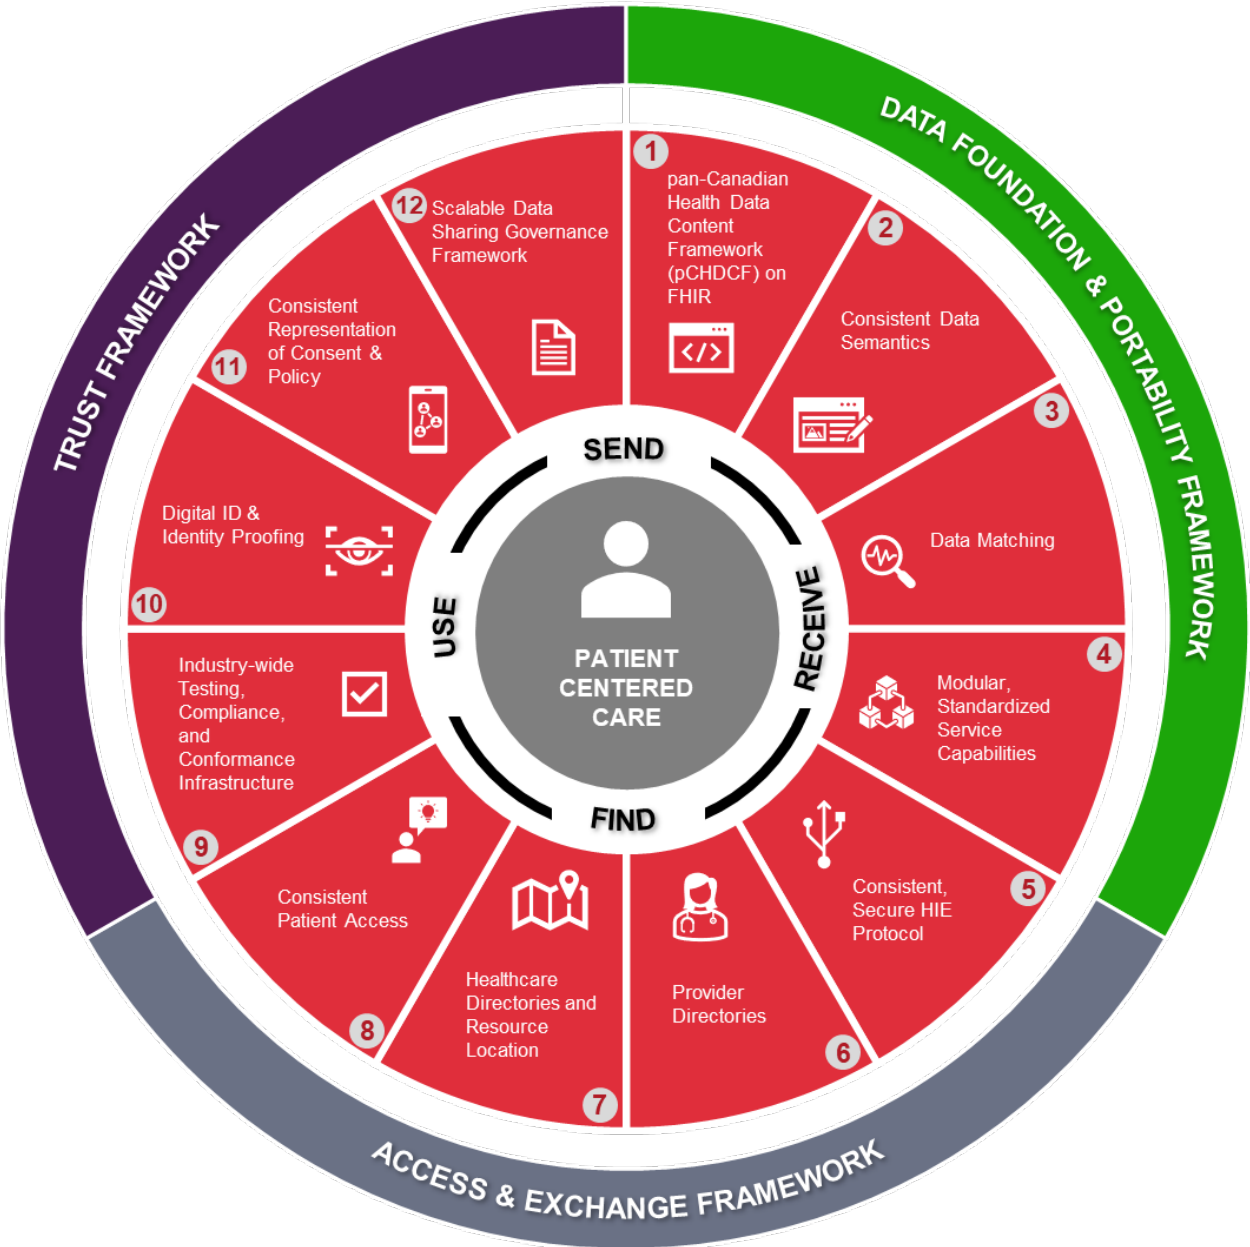 DATA FOUNDATION & PORTABILITY FRAMEWORK
ACCESS & EXCHANGE FRAMEWORK
TRUST FRAMEWORK
1
pan-Canadian
Health Data
Content
Framework
(pCHDCF) on
FHIR
2
Consistent Data
Semantics
3
Data Matching
4
Modular,
Standardized
Service
Capabilities
5
Consistent,
Secure HIE
Protocol
6
Provider
Directories
7
Healthcare
Directories and
Resource
Location
8
Consistent
Patient Access
9
Industry-wide
Testing,
Compliance,
and
Conformance
Infrastructure
10
Digital ID &
Identity Proofing
11
Consistent
Representation
of Consent &
Policy
12
Scalable Data
Sharing Governance
Framework
SEND
RECEIVE
FIND
USE
PATIENT
CENTERED
CARE